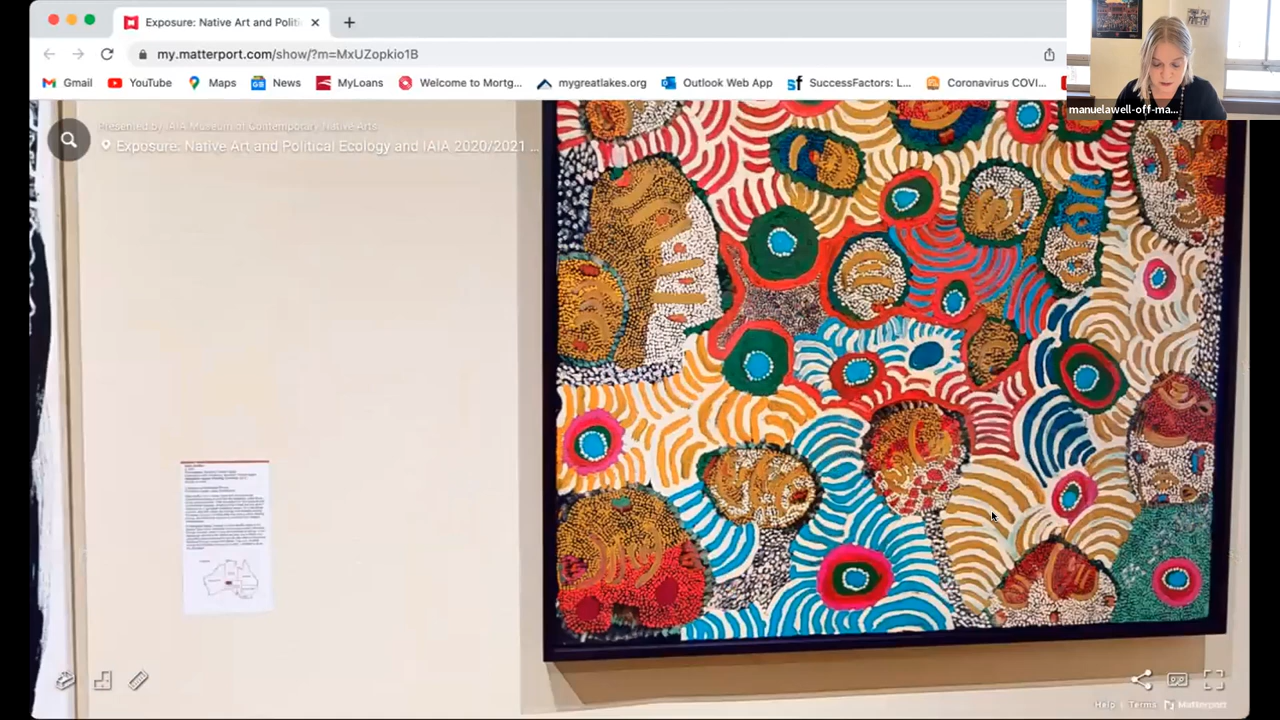 Exposure: Native Art and Politi
my.matterport.com/show/?m=MxUZopkio1B
Gmail
YouTube
Maps
News
MyLoans
Welcome to Mortg...
mygreatlakes.org
Outlook Web App
SuccessFactors: L...
Coronavirus COVI...
manuelawell-off-ma...
Presented by IAIA Museum of Contemporary Native Arts
Exposure: Native Art and Political Ecology and IAIA 2020/2021 ...
Help
Terms
Matterport